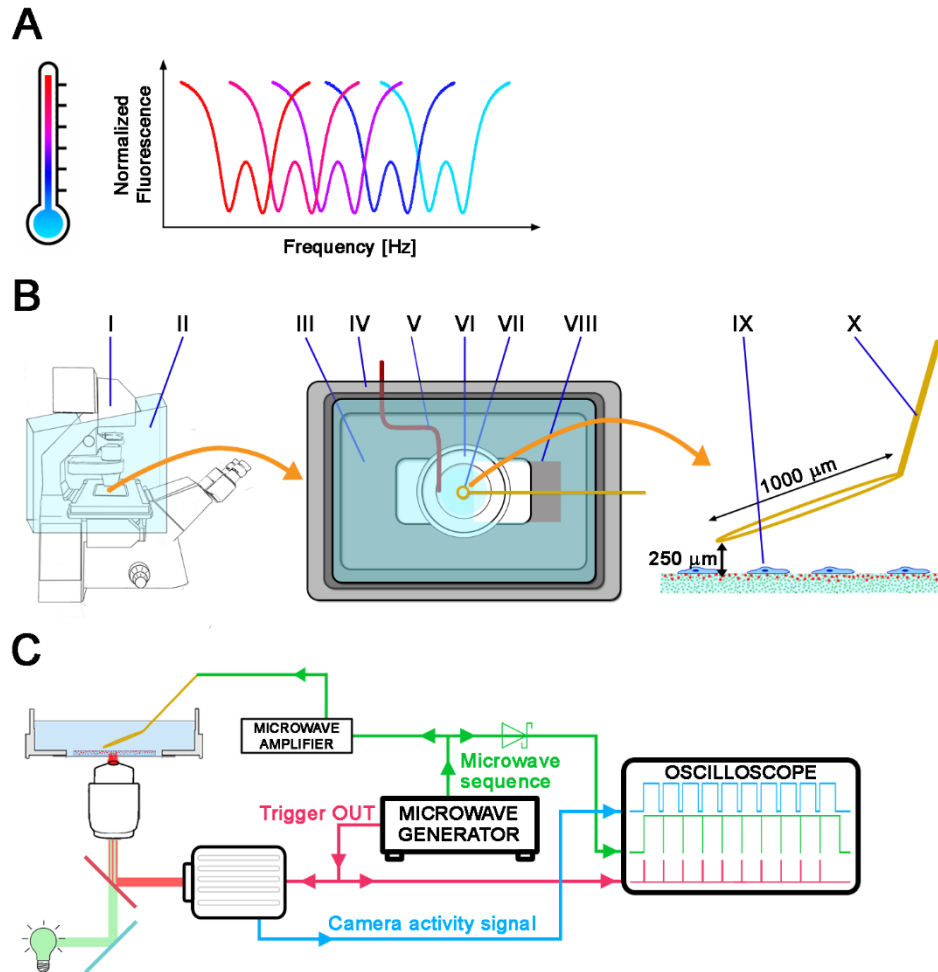 A
Normalized
Fluorescence
Frequency [Hz]
B
I II III IV V VI VII VIII IX X
1000 μm
250 μm
C
MICROWAVE
AMPLIFIER
Microwave
sequence
OSCILLOSCOPE
Trigger OUT
MICROWAVE
GENERATOR
Camera activity signal